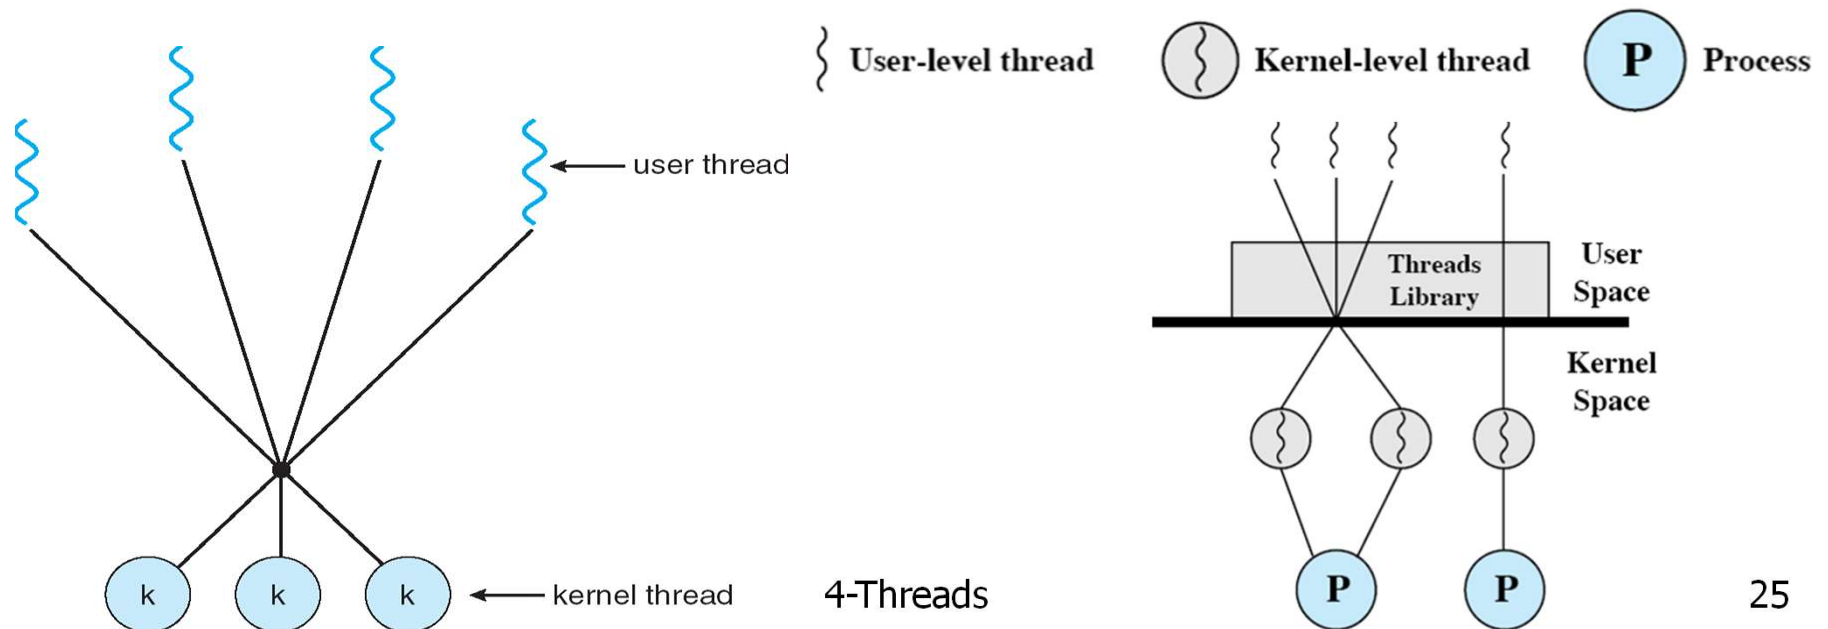 user thread
k
k
k
kernel thread
User-level thread
Kernel-level thread
P
Process
Threads
Library
User
Space
Kernel
Space
P
P
4-Threads
25